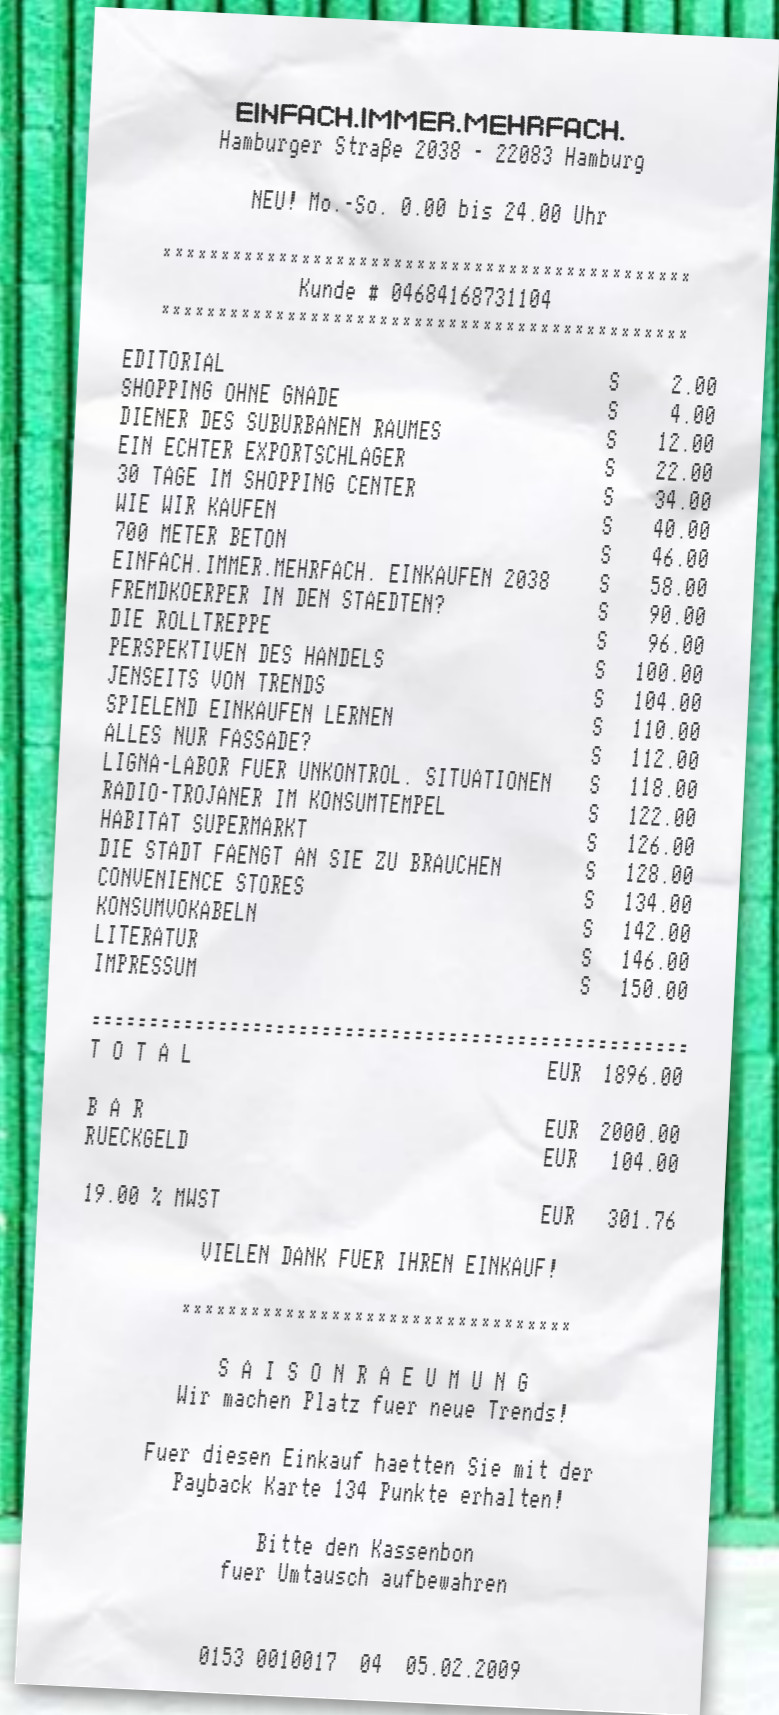 EINFACH.IMMER.MEHRFACH.
Hamburger Straße 2038 - 22083 Hamburg
NEU! Mo.-So. 0.00 bis 24.00 Uhr
xxxxxxxxxxxxxxxxxxxxxxxxxxxxxxxxxxxxxxxxxxxxxx
Kunde # 04684168731104
xxxxxxxxxxxxxxxxxxxxxxxxxxxxxxxxxxxxxxxxxxxxxx
EDITORIAL S 2.00
SHOPPING OHNE GNADE S 4.00
DIENER DES SUBURBANEN RAUMES S 12.00
EIN ECHTER EXPORTSCHLAGER S 22.00
30 TAGE IM SHOPPING CENTER S 34.00
WIE WIR KAUFEN S 40.00
700 METER BETON S 46.00
EINFACH.IMMER.MEHRFACH. EINKAUFEN 2038 S 58.00
FREMDKOERPER IN DEN STAEDTEN? S 90.00
DIE ROLLTREPPE S 96.00
PERSPEKTIVEN DES HANDELS S 100.00
JENSEITS VON TRENDS S 104.00
SPIELEND EINKAUFEN LERNEN S 110.00
ALLES NUR FASSADE? S 112.00
LIGNA-LABOR FUER UNKONTROL. SITUATIONEN S 118.00
RADIO-TROJANER IM KONSUMTEMPEL S 122.00
HABITAT SUPERMARKT S 126.00
DIE STADT FAENGT AN SIE ZU BRAUCHEN S 128.00
CONVENIENCE STORES S 134.00
KONSUMVOKABELN S 142.00
LITERATUR S 146.00
IMPRESSUM S 150.00
====================================================
T O T A L EUR 1896.00
B A R EUR 2000.00
RUECKGELD EUR 104.00
19.00 % MWST EUR 301.76
VIELEN DANK FUER IHREN EINKAUF!
xxxxxxxxxxxxxxxxxxxxxxxxxxxxxxxxxx
S A I S O N R A E U M U N G
Wir machen Platz fuer neue Trends!
Fuer diesen Einkauf haetten Sie mit der
Payback Karte 134 Punkte erhalten!
Bitte den Kassenbon
fuer Umtausch aufbewahren
0153 0010017 04 05.02.2009